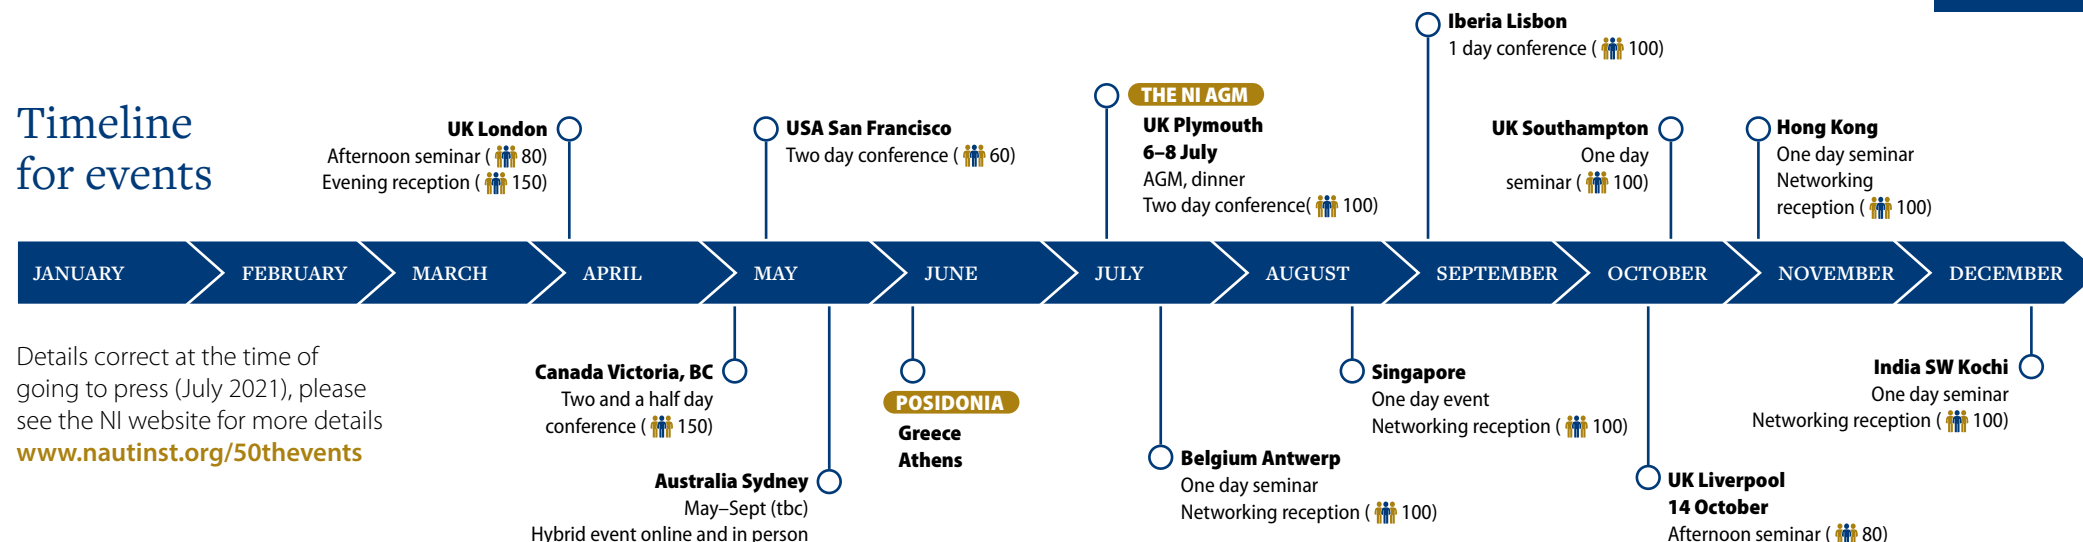 Timeline
for events
UK London
Afternoon seminar ( 80)
Evening reception ( 150)
USA San Francisco
Two day conference ( 60)
THE NI AGM
UK Plymouth
6–8 July
AGM, dinner
Two day conference( 100)
Iberia Lisbon
1 day conference ( 100)
UK Southampton
One day
seminar ( 100)
Hong Kong
One day seminar
Networking
reception ( 100)
JANUARY FEBRUARY MARCH APRIL MAY JUNE JULY AUGUST SEPTEMBER OCTOBER NOVEMBER DECEMBER
Details correct at the time of
going to press (July 2021), please
see the NI website for more details
www.nautinst.org/50thevents
Canada Victoria, BC
Two and a half day
conference ( 150)
Australia Sydney
May–Sept (tbc)
Hybrid event online and in person
POSIDONIA
Greece
Athens
Belgium Antwerp
One day seminar
Networking reception ( 100)
Singapore
One day event
Networking reception ( 100)
UK Liverpool
14 October
Afternoon seminar ( 80)
India SW Kochi
One day seminar
Networking reception ( 100)